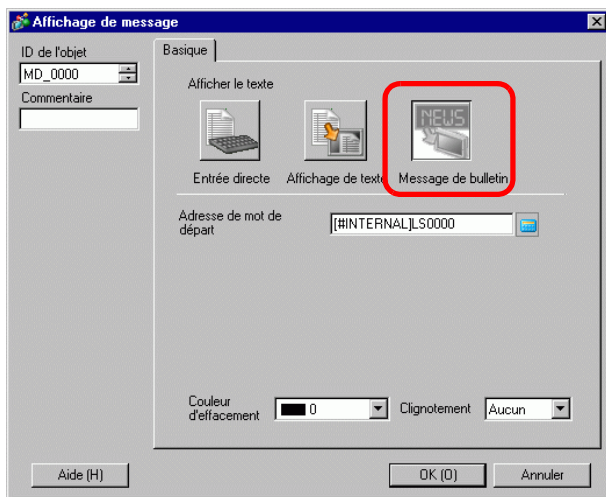 Affichage de message
ID de l'objet
MD_0000
Commentaire
Basique
Afficher le texte
NEWS
Entrée directe
Affichage de texte
Message de bulletin
Adresse de mot de
départ
[#INTERNAL]LS0000
Couleur
d'effacement
0
Clignotement
Aucun
Aide (H)
OK (O)
Annuler